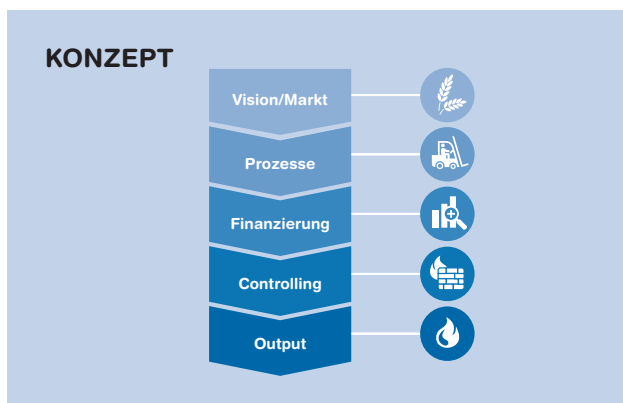 KONZEPT
Vision/Markt
Prozesse
Finanzierung
Controlling
Output